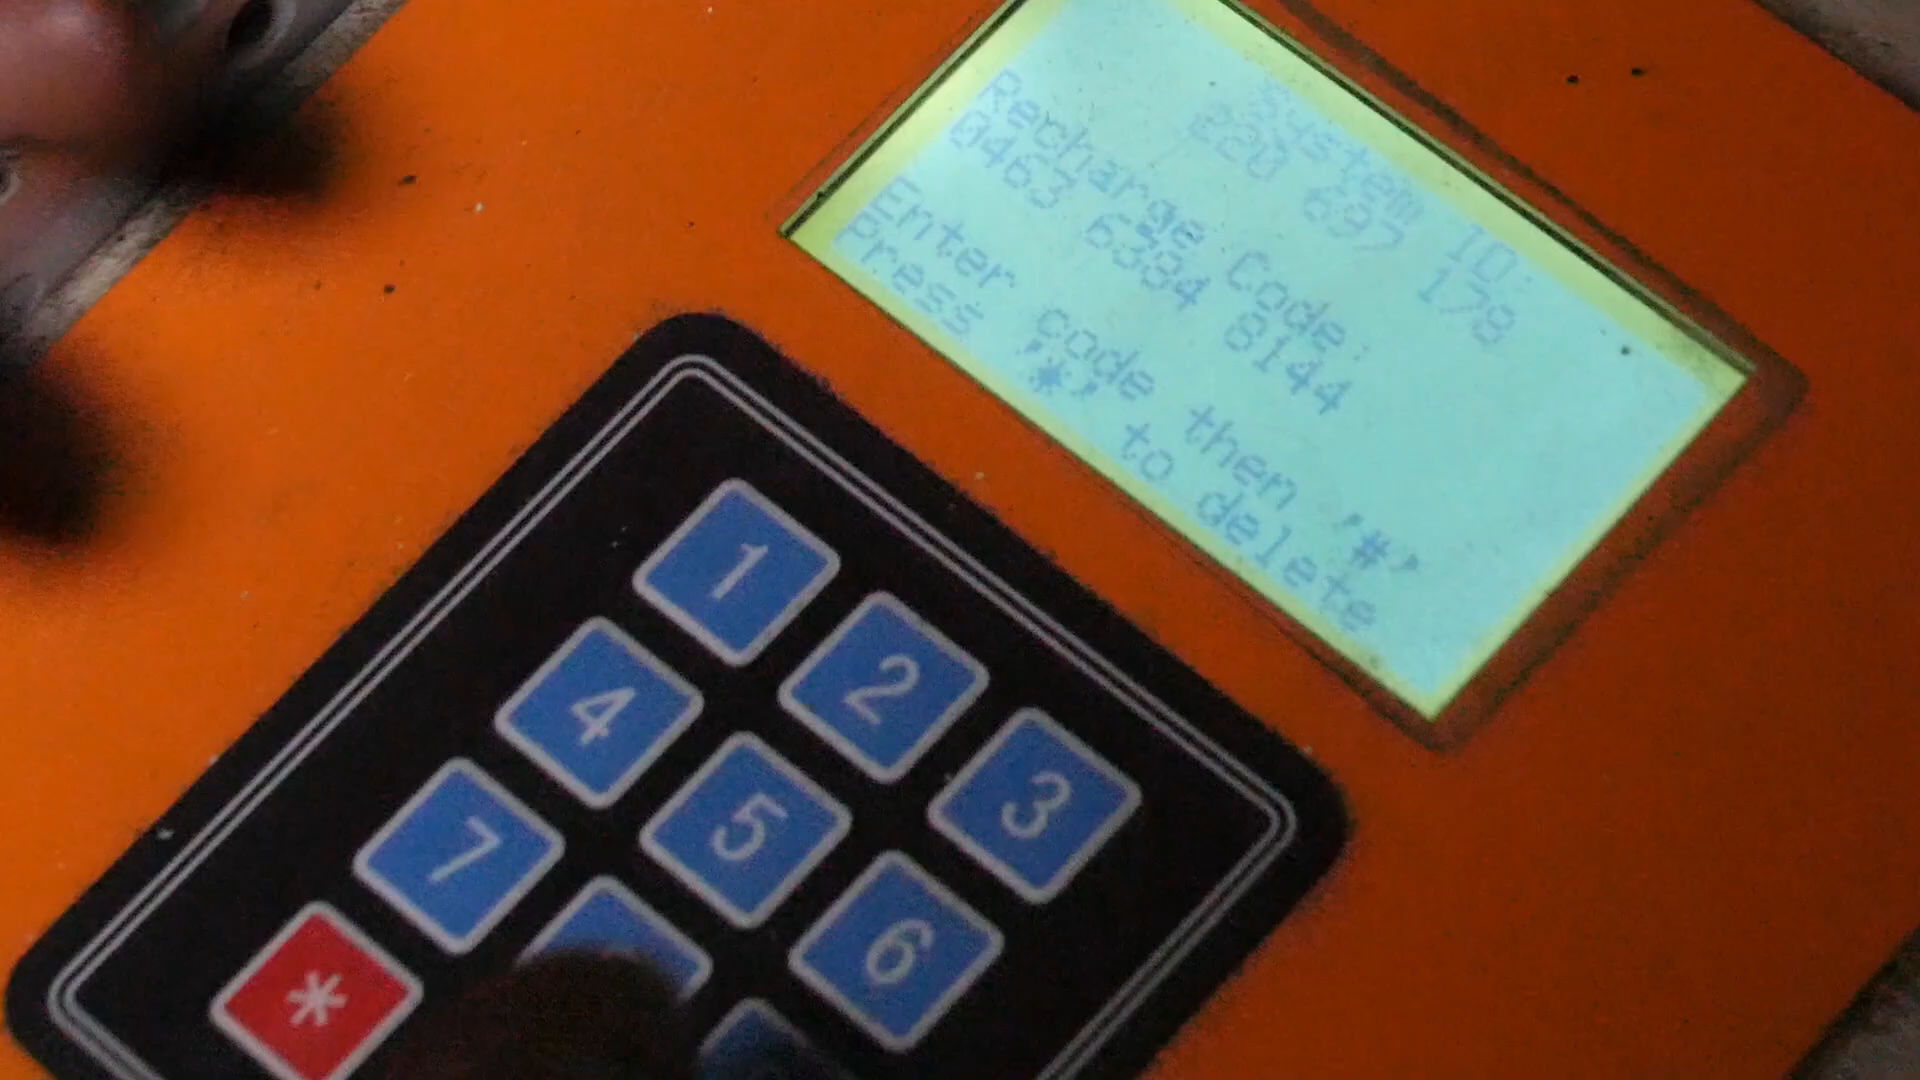 System ID:
220 697 178
Recharge Code:
0463 6384 8144
Enter code then '#'
Press '*' to delete
1
2
3
4
5
6
7
*